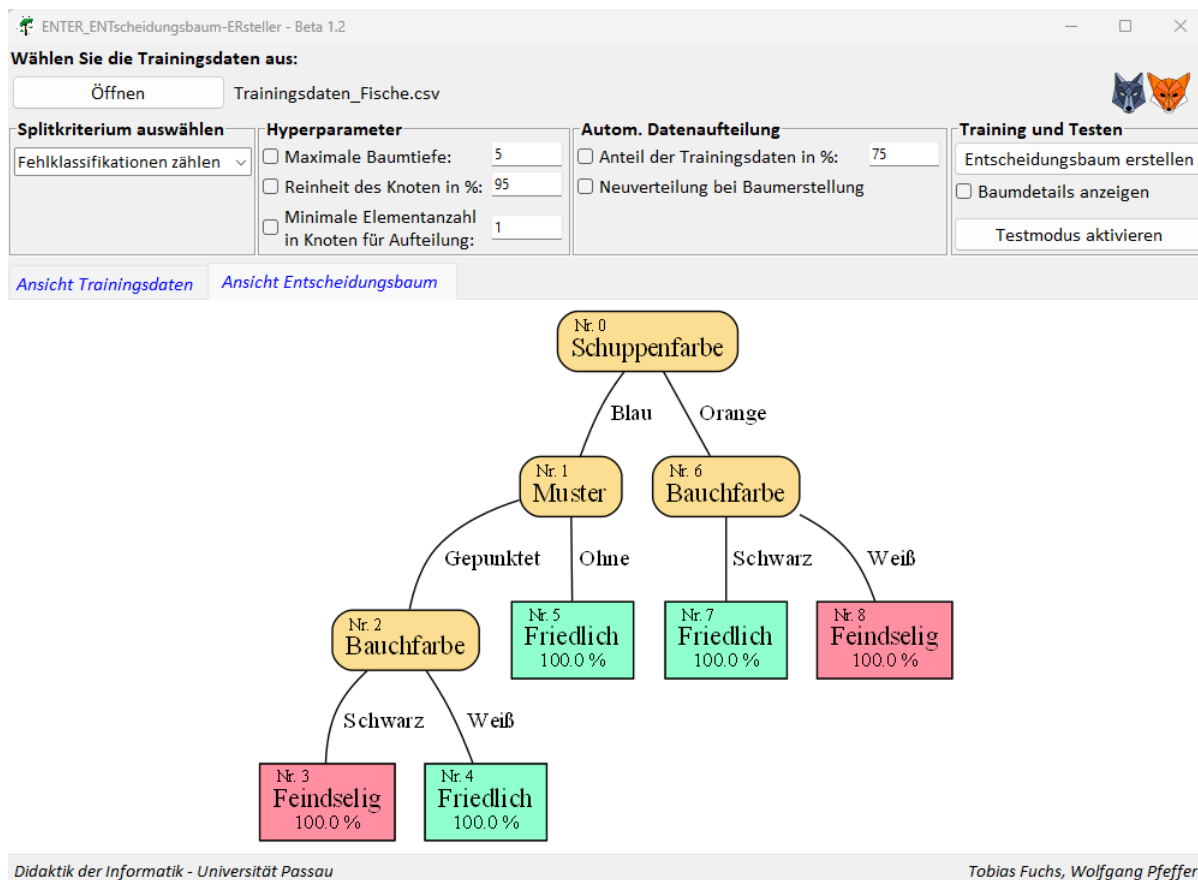 ENTER_ENTscheidungsbaum-ERsteller - Beta 1.2
Wählen Sie die Trainingsdaten aus:
Öffnen Trainingsdaten_Fische.csv
Splitkriterium auswählen
Fehlklassifikationen zählen
Hyperparameter
Maximale Baumtiefe: 5
Reinheit des Knoten in %: 95
Minimale Elementanzahl
in Knoten für Aufteilung: 1
Autom. Datenaufteilung
Anteil der Trainingsdaten in %: 75
Neuverteilung bei Baumerstellung
Training und Testen
Entscheidungsbaum erstellen
Baumdetails anzeigen
Testmodus aktivieren
Ansicht Trainingsdaten Ansicht Entscheidungsbaum
Nr. 0
Schuppenfarbe
Blau Orange
Nr. 1
Muster
Nr. 6
Bauchfarbe
Gepunktet Ohne Schwarz Weiß
Nr. 2
Bauchfarbe
Nr. 5
Friedlich
100.0 %
Nr. 7
Friedlich
100.0 %
Nr. 8
Feindselig
100.0 %
Schwarz Weiß
Nr. 3
Feindselig
100.0 %
Nr. 4
Friedlich
100.0 %
Didaktik der Informatik - Universität Passau Tobias Fuchs, Wolfgang Pfeffer